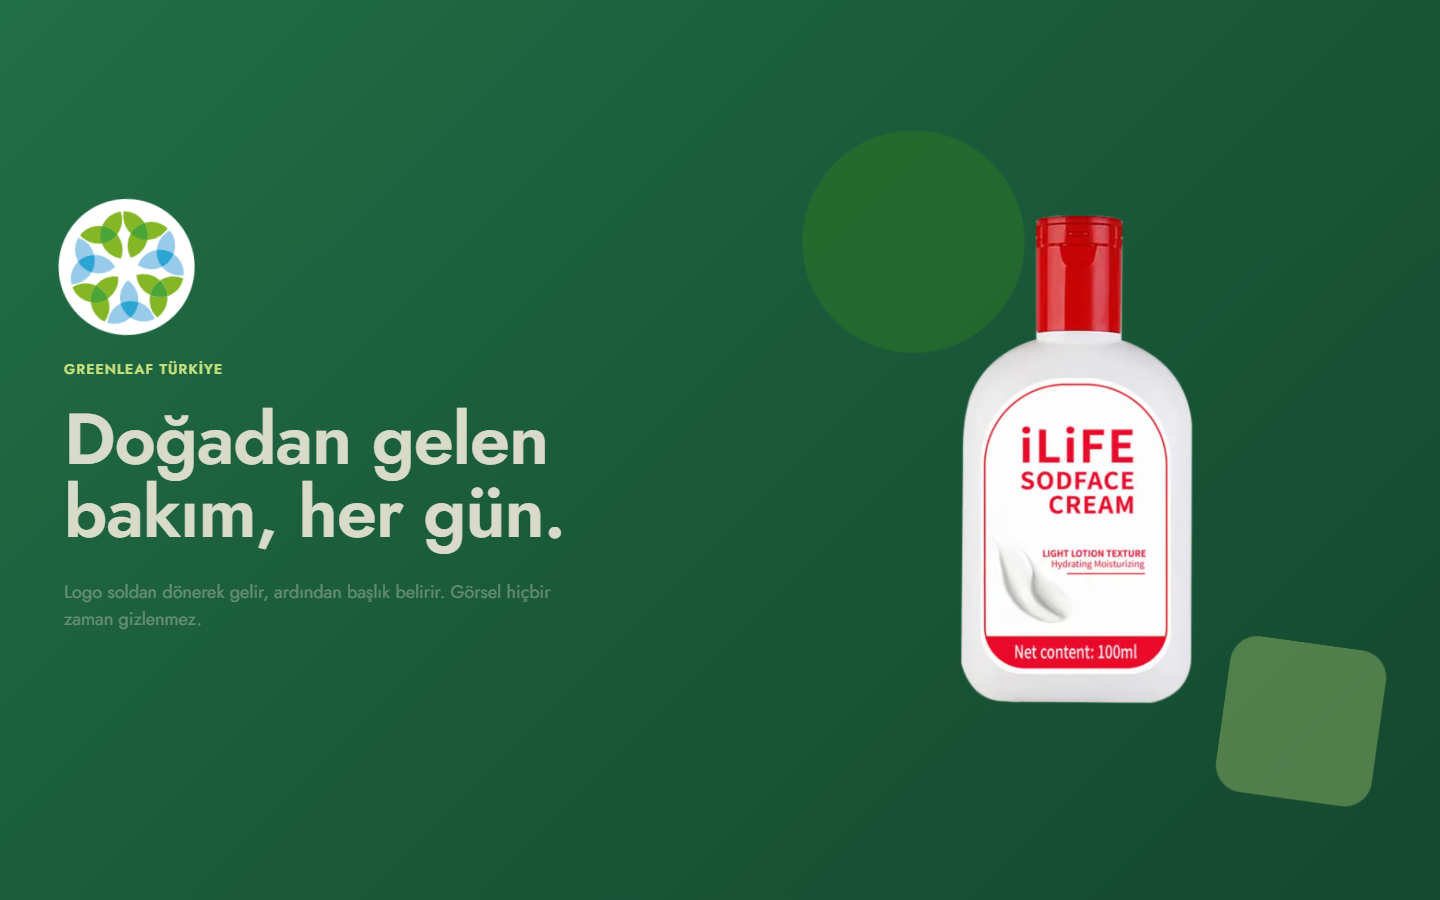 GREENLEAF TÜRKİYE
Doğadan gelen
bakım, her gün.
Logo soldan dönerek gelir, ardından başlık belirir. Görsel hiçbir
zaman gizlenmez.
iLiFE
SODFACE
CREAM
LIGHT LOTION TEXTURE
Hydrating Moisturizing
Net content: 100ml